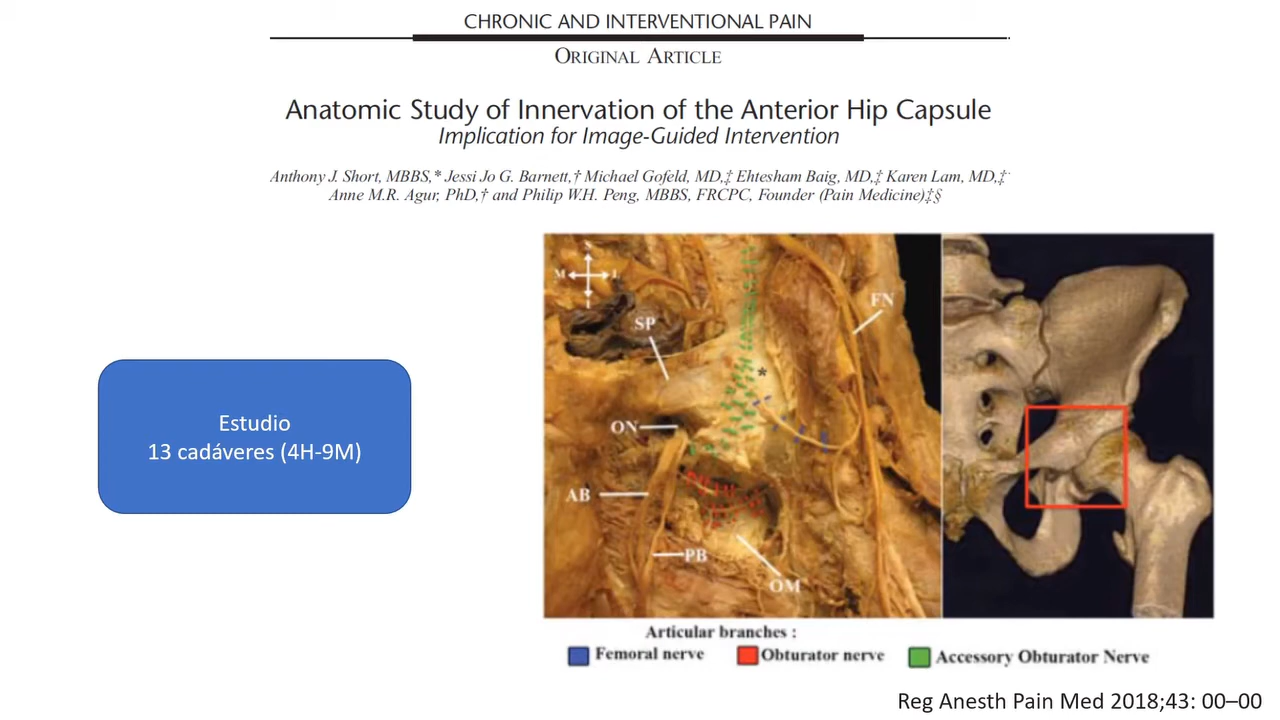 CHRONIC AND INTERVENTIONAL PAIN
ORIGINAL ARTICLE
Anatomic Study of Innervation of the Anterior Hip Capsule
Implication for Image-Guided Intervention
Anthony J. Short, MBBS,* Jessi Jo G. Barnett,† Michael Gofeld, MD,‡ Ehtesham Baig, MD,‡ Karen Lam, MD,‡
Anne M.R. Agur, PhD,† and Philip W.H. Peng, MBBS, FRCPC, Founder (Pain Medicine)‡§
S
M L
I
FN
SP
*
ON
AB
PB
OM
Estudio
13 cadáveres (4H-9M)
Articular branches :
Femoral nerve Obturator nerve Accessory Obturator Nerve
Reg Anesth Pain Med 2018;43: 00–00